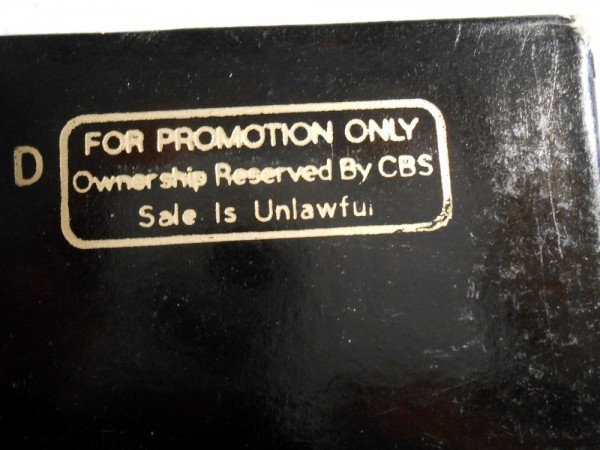 FOR PROMOTION ONLY
D
Ownership Reserved By CBS
Sale Is Unlawful